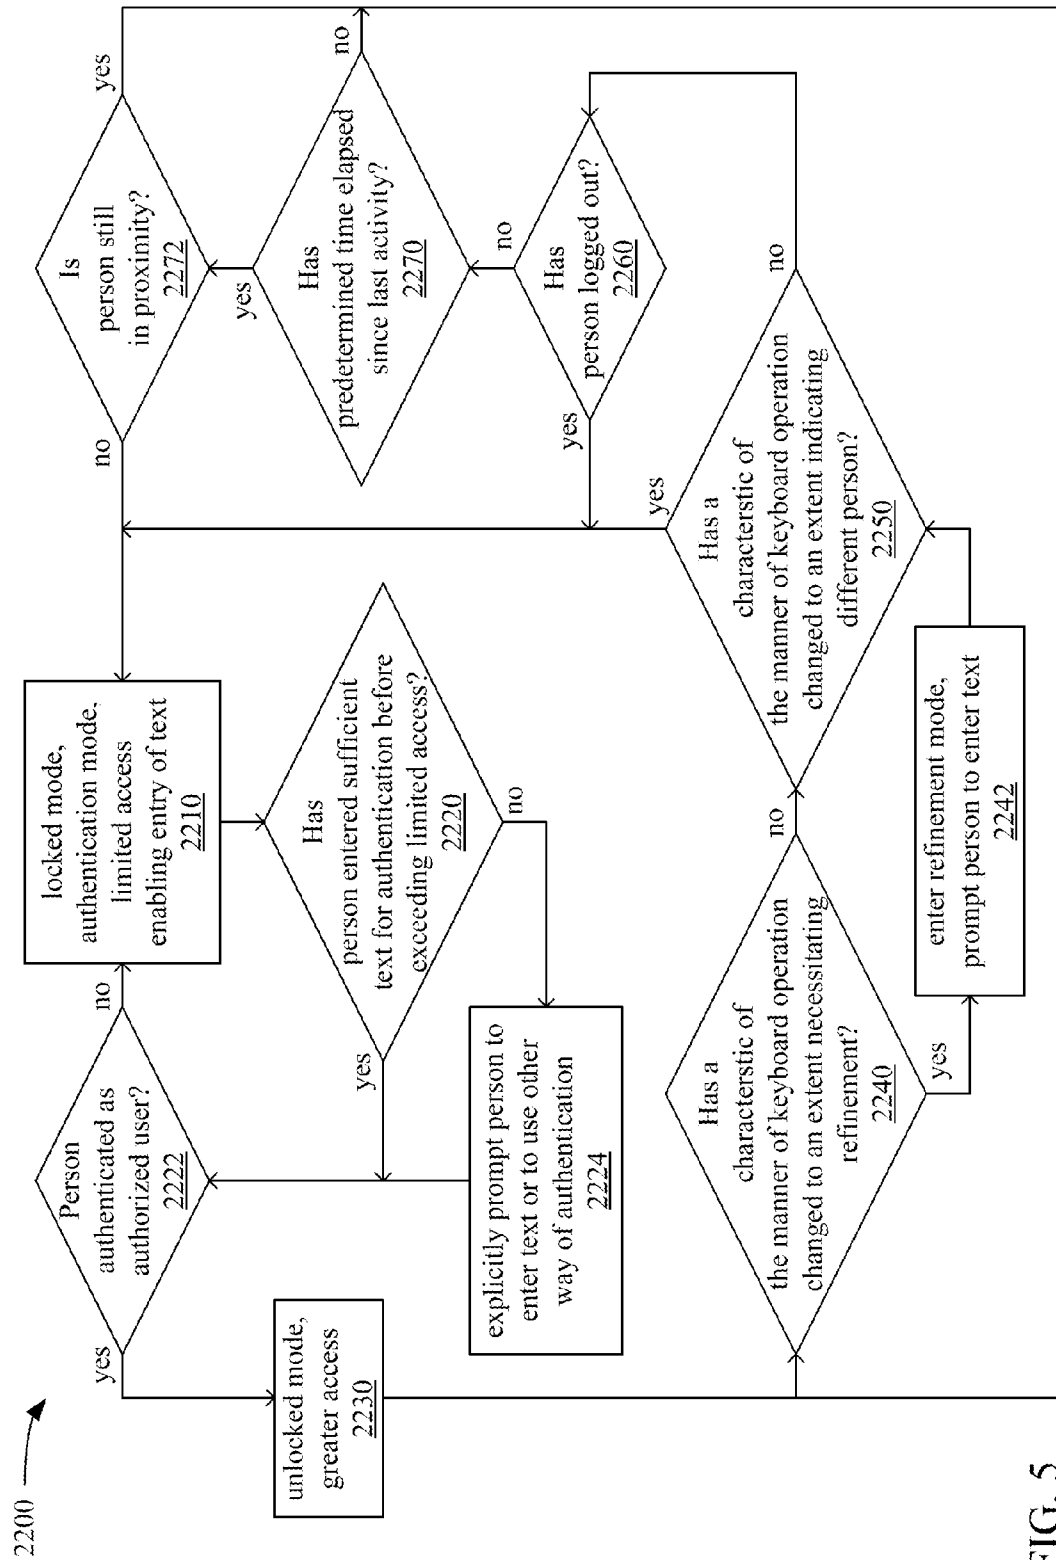 2200
Person
authenticated as
authorized user?
2222
yes
no
locked mode,
authentication mode,
limited access
enabling entry of text
2210
no
Is
person still
in proximity?
2272
yes
unlocked mode,
greater access
2230
yes
Has
person entered sufficient
text for authentication before
exceeding limited access?
2220
no
explicitly prompt person to
enter text or to use other
way of authentication
2224
yes
Has
predetermined time elapsed
since last activity?
2270
no
yes
Has
person logged out?
2260
no
Has a
characterstic of
the manner of keyboard operation
changed to an extent necessitating
refinement?
2240
no
yes
yes
Has a
characterstic of
the manner of keyboard operation
changed to an extent indicating
different person?
2250
no
enter refinement mode,
prompt person to enter text
2242
FIG. 5